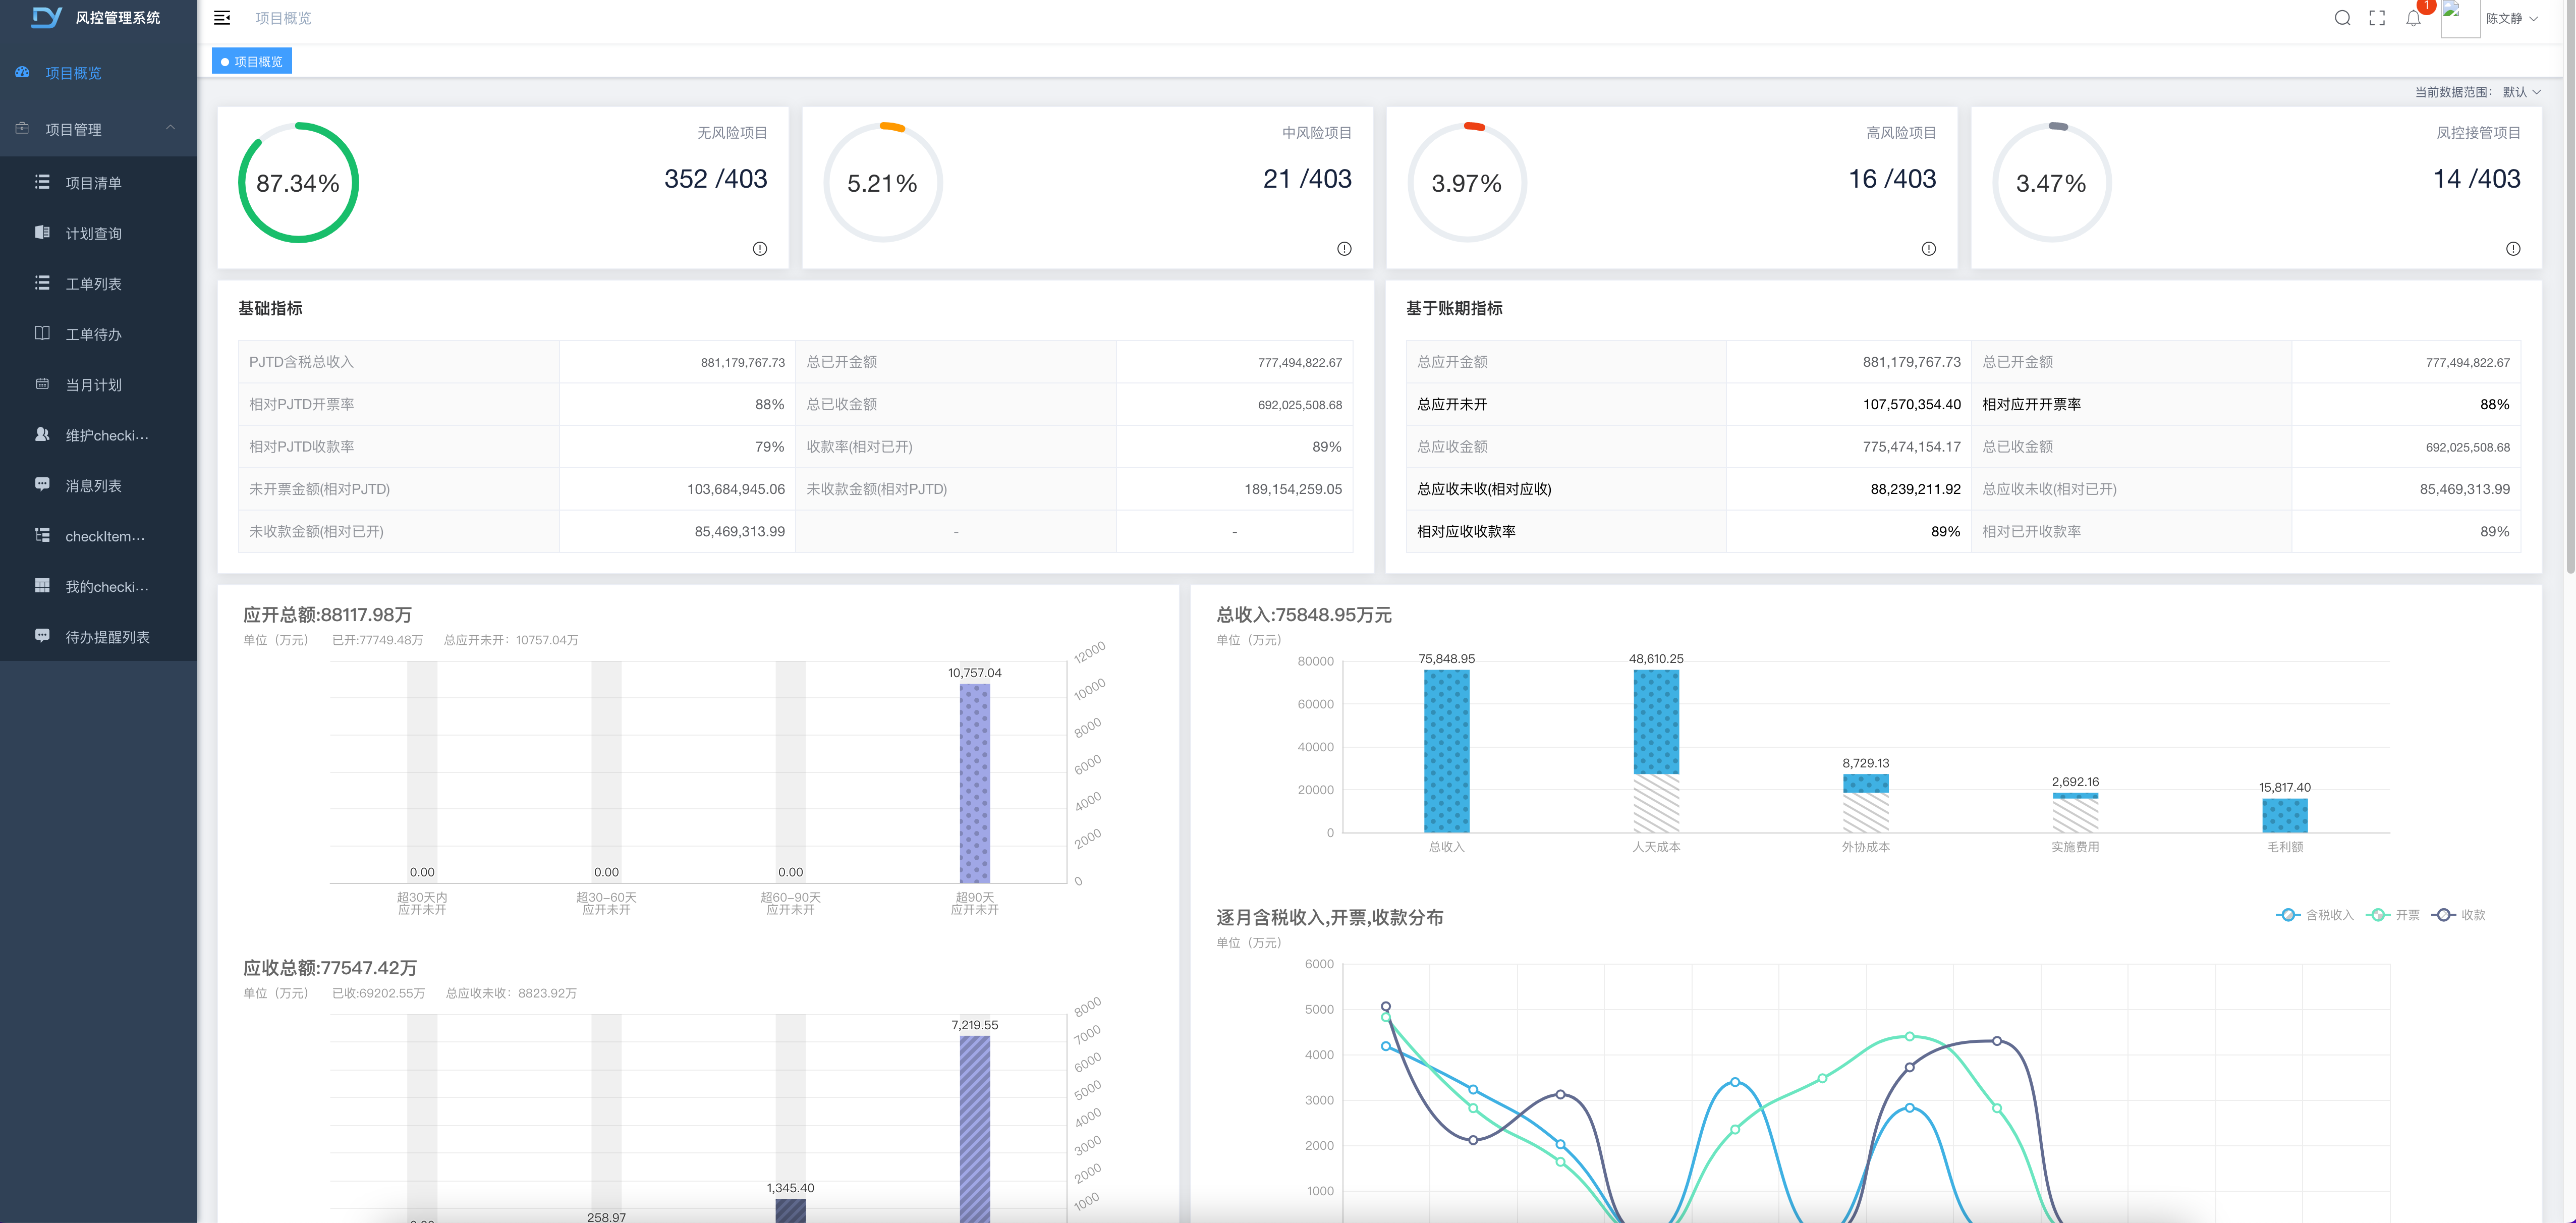 风控管理系统
项目概览
项目管理
项目清单
计划查询
工单列表
工单待办
当月计划
维护checki...
消息列表
checkItem...
我的checki...
待办提醒列表
项目概览
1
陈文静
项目概览
当前数据范围： 默认
87.34%
无风险项目
352 /403
5.21%
中风险项目
21 /403
3.97%
高风险项目
16 /403
3.47%
风控接管项目
14 /403
基础指标
PJTD含税总收入 881,179,767.73 总已开金额 777,494,822.67
相对PJTD开票率 88% 总已收金额 692,025,508.68
相对PJTD收款率 79% 收款率(相对已开) 89%
未开票金额(相对PJTD) 103,684,945.06 未收款金额(相对PJTD) 189,154,259.05
未收款金额(相对已开) 85,469,313.99 - -
基于账期指标
总应开金额 881,179,767.73 总已开金额 777,494,822.67
总应开未开 107,570,354.40 相对应开开票率 88%
总应收金额 775,474,154.17 总已收金额 692,025,508.68
总应收未收(相对应收) 88,239,211.92 总应收未收(相对已开) 85,469,313.99
相对应收收款率 89% 相对已开收款率 89%
应开总额:88117.98万
单位（万元） 已开:77749.48万 总应开未开：10757.04万
12000
10000
8000
6000
4000
2000
0
0.00 0.00 0.00 10,757.04
超30天内 超30-60天 超60-90天 超90天
应开未开 应开未开 应开未开 应开未开
应收总额:77547.42万
单位（万元） 已收:69202.55万 总应收未收：8823.92万
8000
7000
6000
5000
4000
3000
2000
1000
258.97 1,345.40 7,219.55
总收入:75848.95万元
单位（万元）
80000
60000
40000
20000
0
75,848.95 48,610.25 8,729.13 2,692.16 15,817.40
总收入 人天成本 外协成本 实施费用 毛利额
逐月含税收入,开票,收款分布
含税收入 开票 收款
单位（万元）
6000
5000
4000
3000
2000
1000